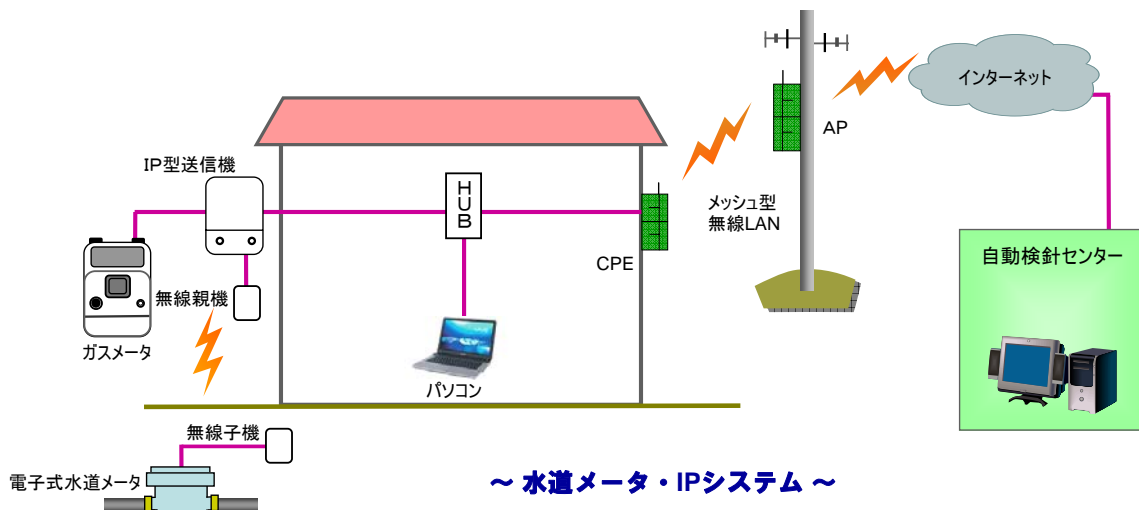 インターネット
AP
IP型送信機
HUB
メッシュ型
無線LAN
CPE
自動検針センター
無線親機
ガスメータ
パソコン
無線子機
電子式水道メータ
～ 水道メータ・IPシステム ～